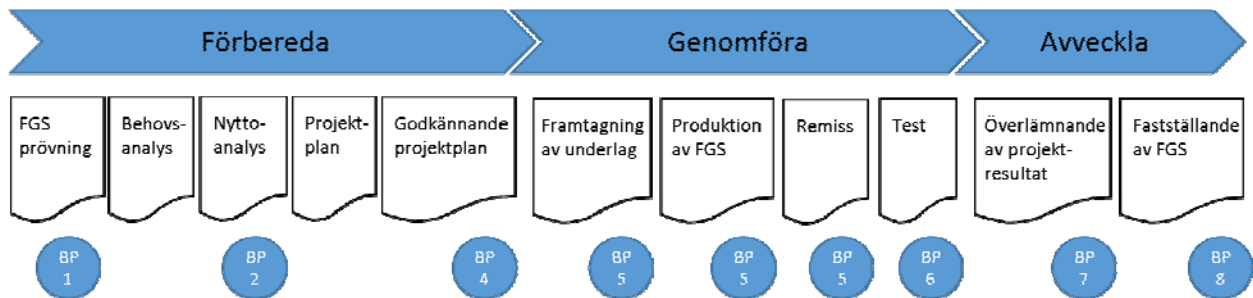 Förbereda
Genomföra
Avveckla
FGS
prövning
Behovs-
analys
Nytto-
analys
Projekt-
plan
Godkännande
projektplan
Framtagning
av underlag
Produktion
av FGS
Remiss
Test
Överlämnande
av projekt-
resultat
Fastställande
av FGS
BP
1
BP
2
BP
4
BP
5
BP
5
BP
5
BP
6
BP
7
BP
8